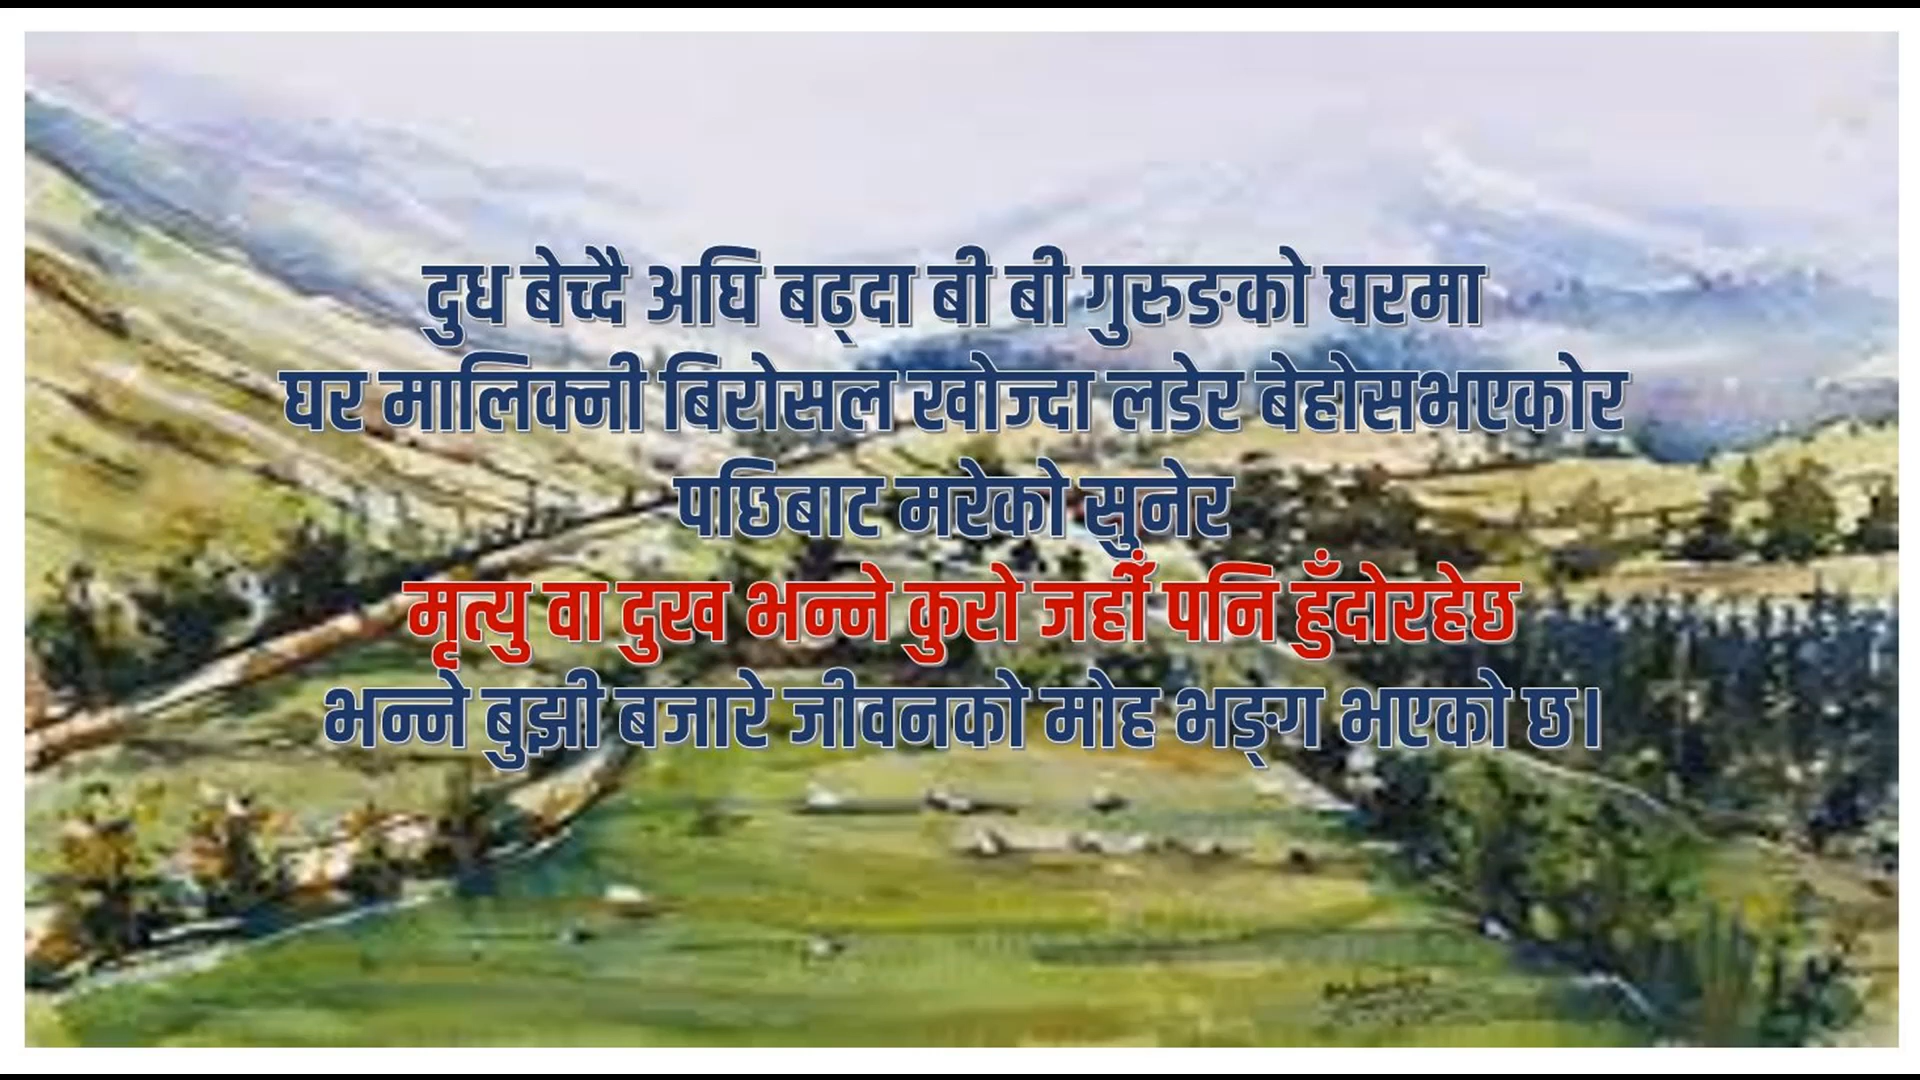 दुध बेच्दै अघि बढ्दा बी बी गुरुङको घरमा
घर मालिक्नी बिरोसल खोज्दा लडेर बेहोसभएकोर
पछिबाट मरेको सुनेर
मृत्यु वा दुख भन्ने कुरो जहीँ पनि हुँदोरहेछ
भन्ने बुझी बजारे जीवनको मोह भङ्ग भएको छ।